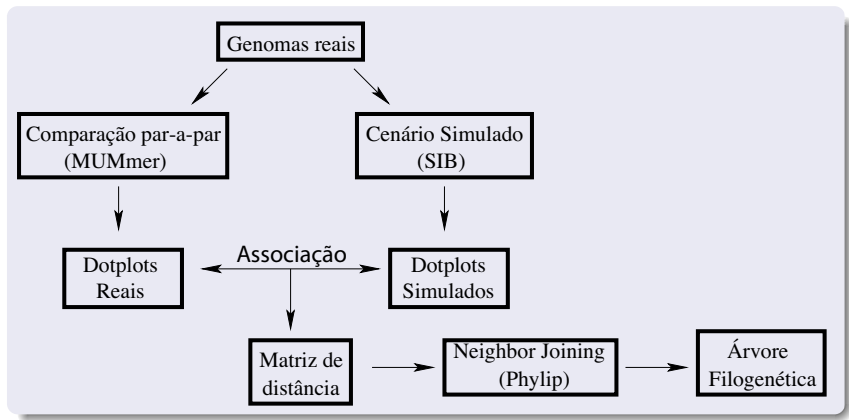 Genomas reais
Comparação par-a-par
(MUMmer)
Cenário Simulado
(SIB)
Dotplots
Reais
Associação
Dotplots
Simulados
Matriz de
distância
Neighbor Joining
(Phylip)
Árvore
Filogenética